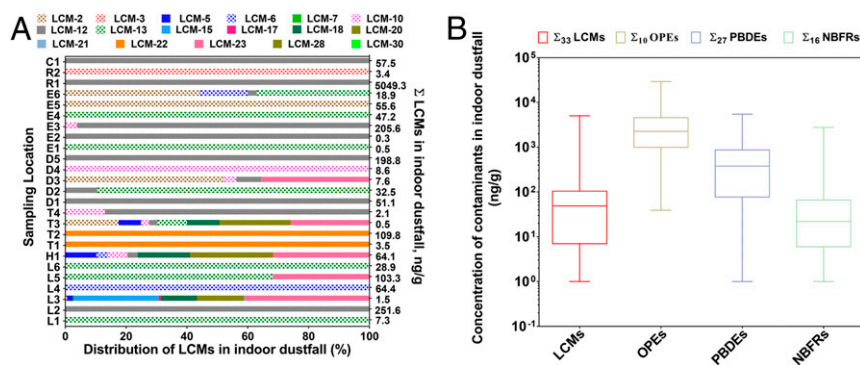 A
LCM-2 LCM-3 LCM-5 LCM-6 LCM-7 LCM-10
LCM-12 LCM-13 LCM-15 LCM-17 LCM-18 LCM-20
LCM-21 LCM-22 LCM-23 LCM-28 LCM-30
Sampling Location
C1 57.5
R2 3.4
R1 5049.3
E6 18.9
E5 55.6
E4 47.2
E3 205.6
E2 0.3
E1 0.5
D5 198.8
D4 8.6
D3 7.6
D2 32.5
D1 51.1
T4 2.1
T3 0.5
T2 109.8
T1 3.5
H1 64.1
L6 28.9
L5 103.3
L4 64.4
L3 1.5
L2 251.6
L1 7.3
0 20 40 60 80 100
Distribution of LCMs in indoor dustfall (%)
Σ LCMs in indoor dustfall, ng/g
B
Σ33 LCMs Σ10 OPEs Σ27 PBDEs Σ16 NBFRs
Concentration of contaminants in indoor dustfall
(ng/g)
10^5
10^4
10^3
10^2
10^1
10^0
10^-1
LCMs OPEs PBDEs NBFRs